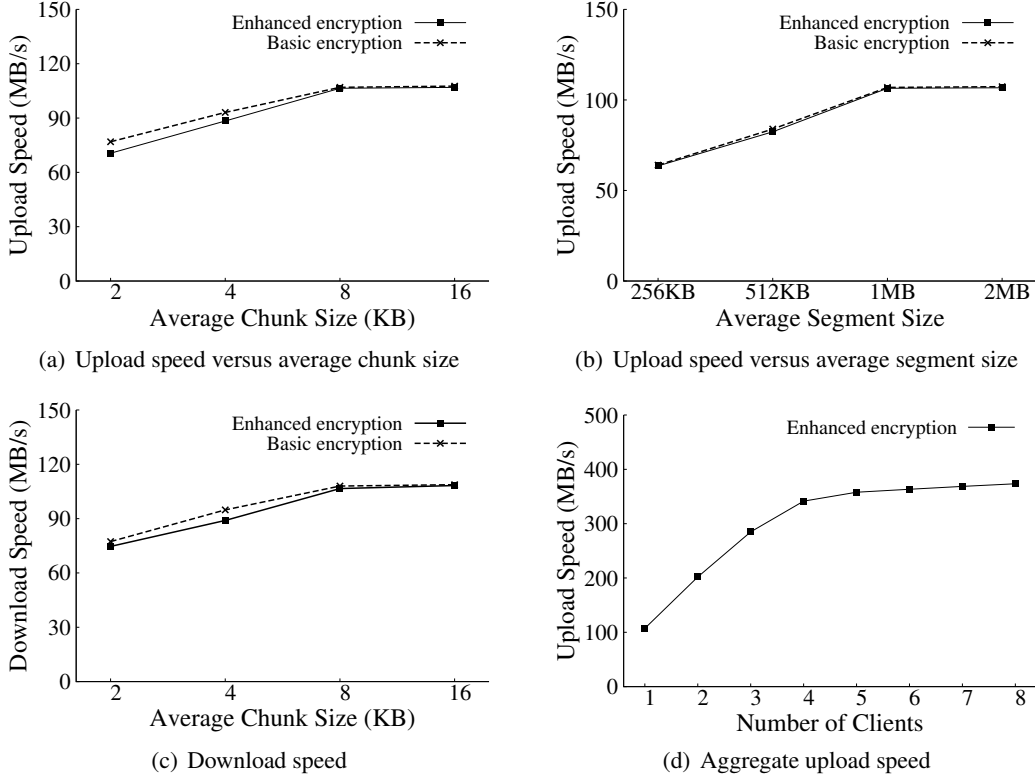 150
120
90
60
30
0
Upload Speed (MB/s)
Enhanced encryption
Basic encryption
2
4
8
16
Average Chunk Size (KB)
(a) Upload speed versus average chunk size
150
100
50
0
Upload Speed (MB/s)
Enhanced encryption
Basic encryption
256KB
512KB
1MB
2MB
Average Segment Size
(b) Upload speed versus average segment size
150
120
90
60
30
0
Download Speed (MB/s)
Enhanced encryption
Basic encryption
2
4
8
16
Average Chunk Size (KB)
(c) Download speed
500
400
300
200
100
0
Upload Speed (MB/s)
Enhanced encryption
1
2
3
4
5
6
7
8
Number of Clients
(d) Aggregate upload speed